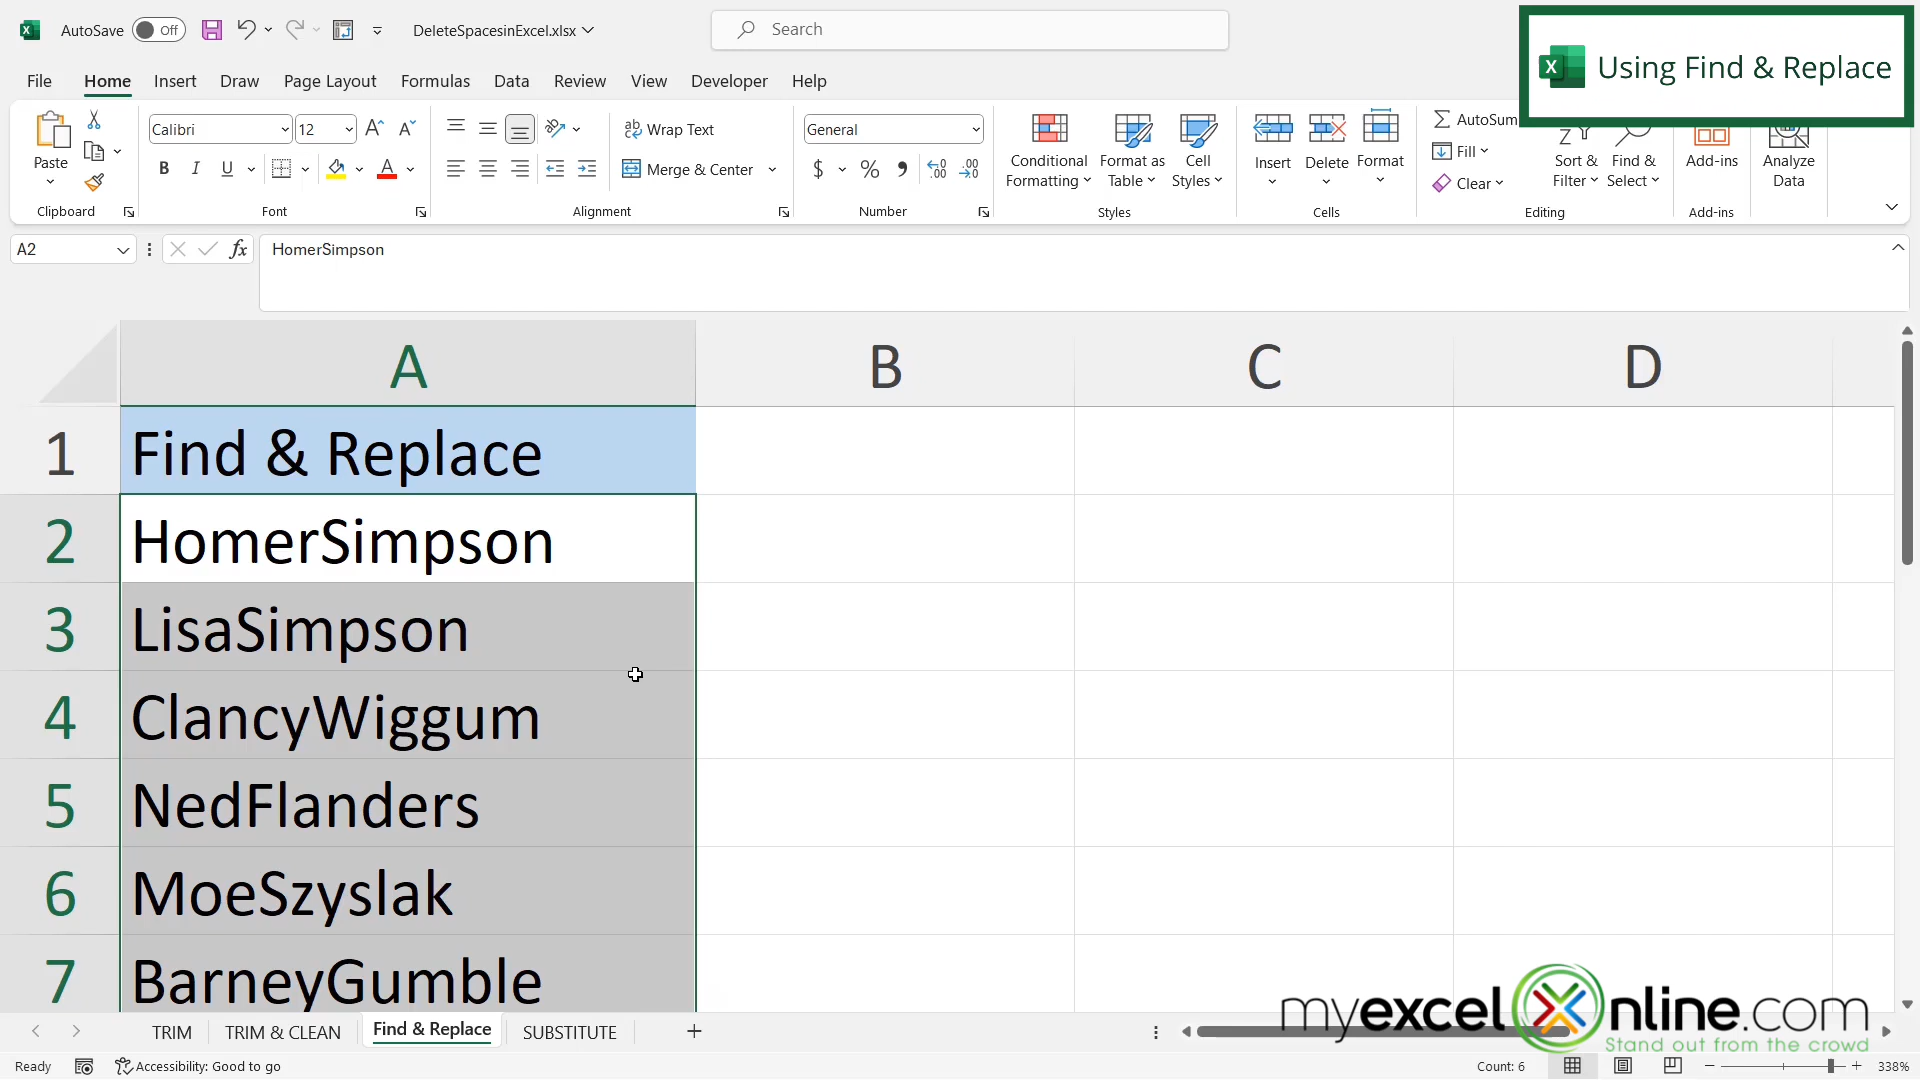 AutoSave Off DeleteSpacesinExcel.xlsx Search
Using Find & Replace
File Home Insert Draw Page Layout Formulas Data Review View Developer Help
Paste
Calibri 12
B I U
Wrap Text
Merge & Center
General
$ % 9
Conditional
Formatting
Format as
Table
Cell
Styles
Insert Delete Format
AutoSum
Fill
Clear
Sort &
Filter
Find &
Select
Add-ins
Analyze
Data
Clipboard Font Alignment Number Styles Cells Editing Add-ins
A2 fx HomerSimpson
A B C D
1 Find & Replace
2 HomerSimpson
3 LisaSimpson
4 ClancyWiggum
5 NedFlanders
6 MoeSzyslak
7 BarneyGumble
myexcelonline.com
Stand out from the crowd
TRIM TRIM & CLEAN Find & Replace SUBSTITUTE
Ready Accessibility: Good to go Count: 6 338%